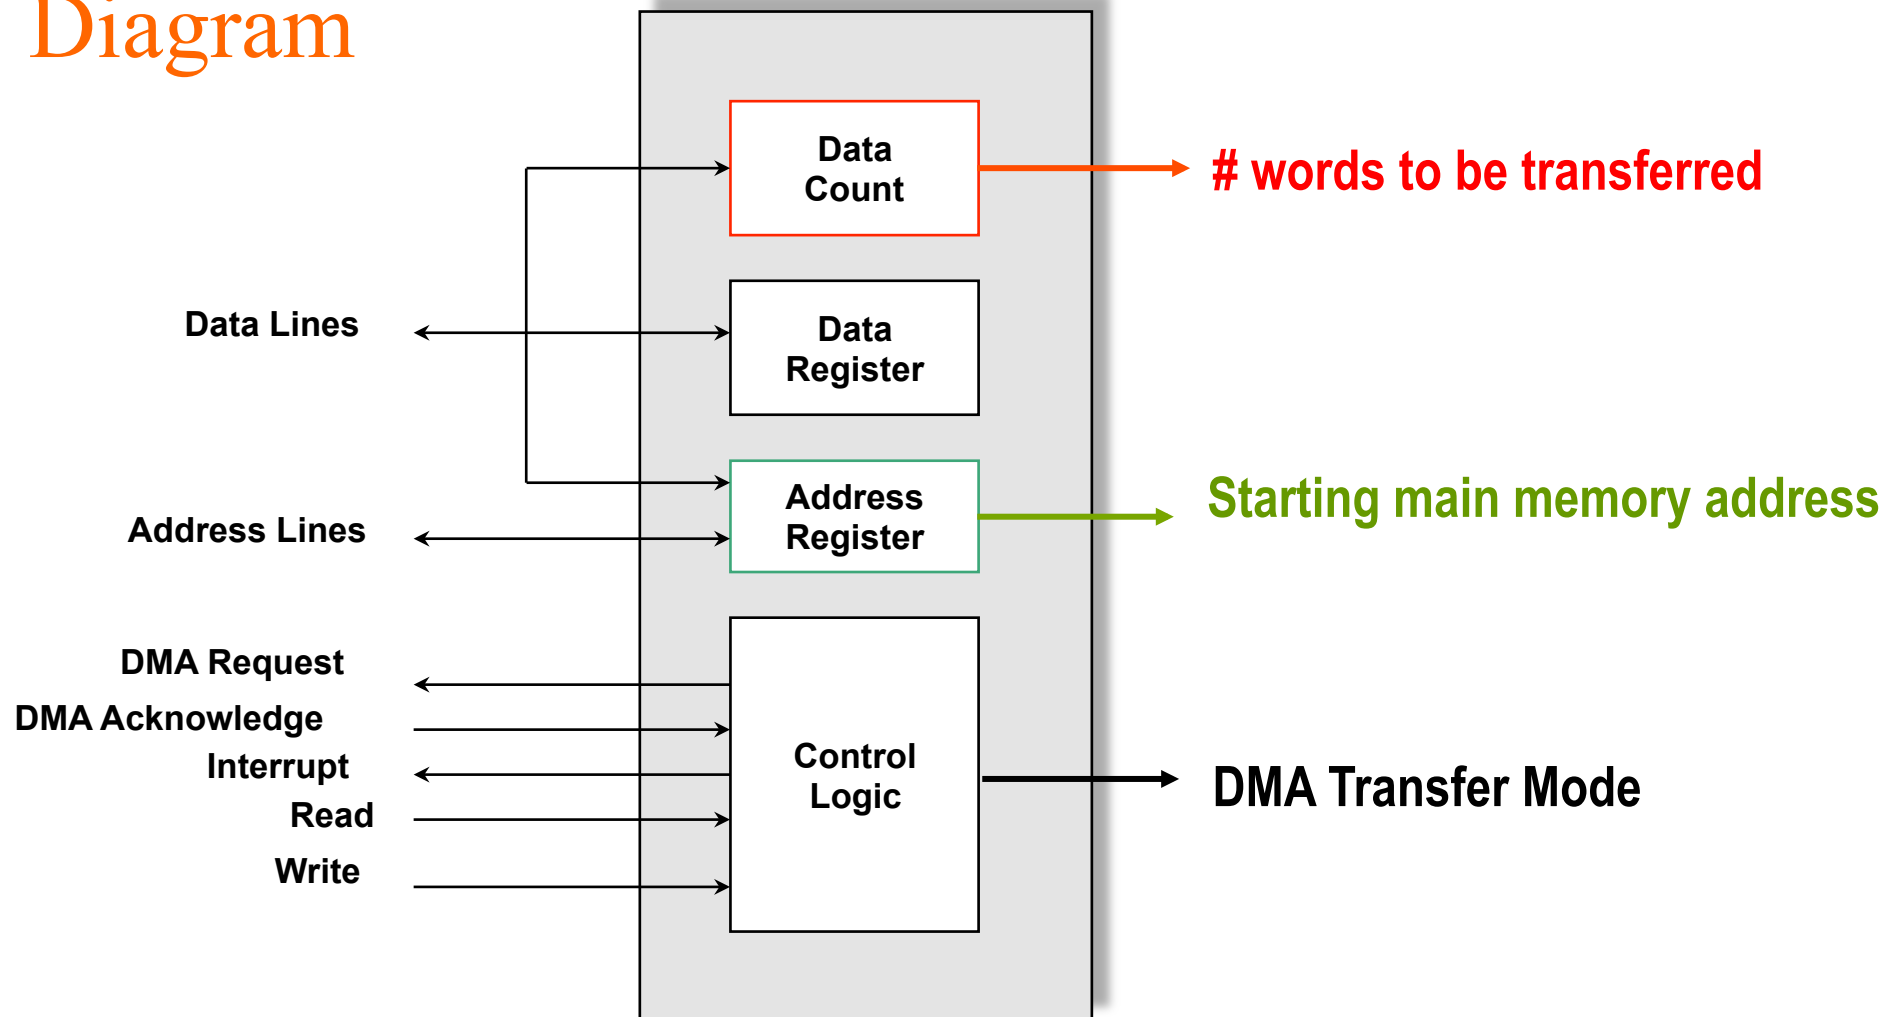 Diagram
Data
Count
# words to be transferred
Data Lines
Data
Register
Address
Register
Starting main memory address
Address Lines
DMA Request
DMA Acknowledge
Interrupt
Read
Write
Control
Logic
DMA Transfer Mode